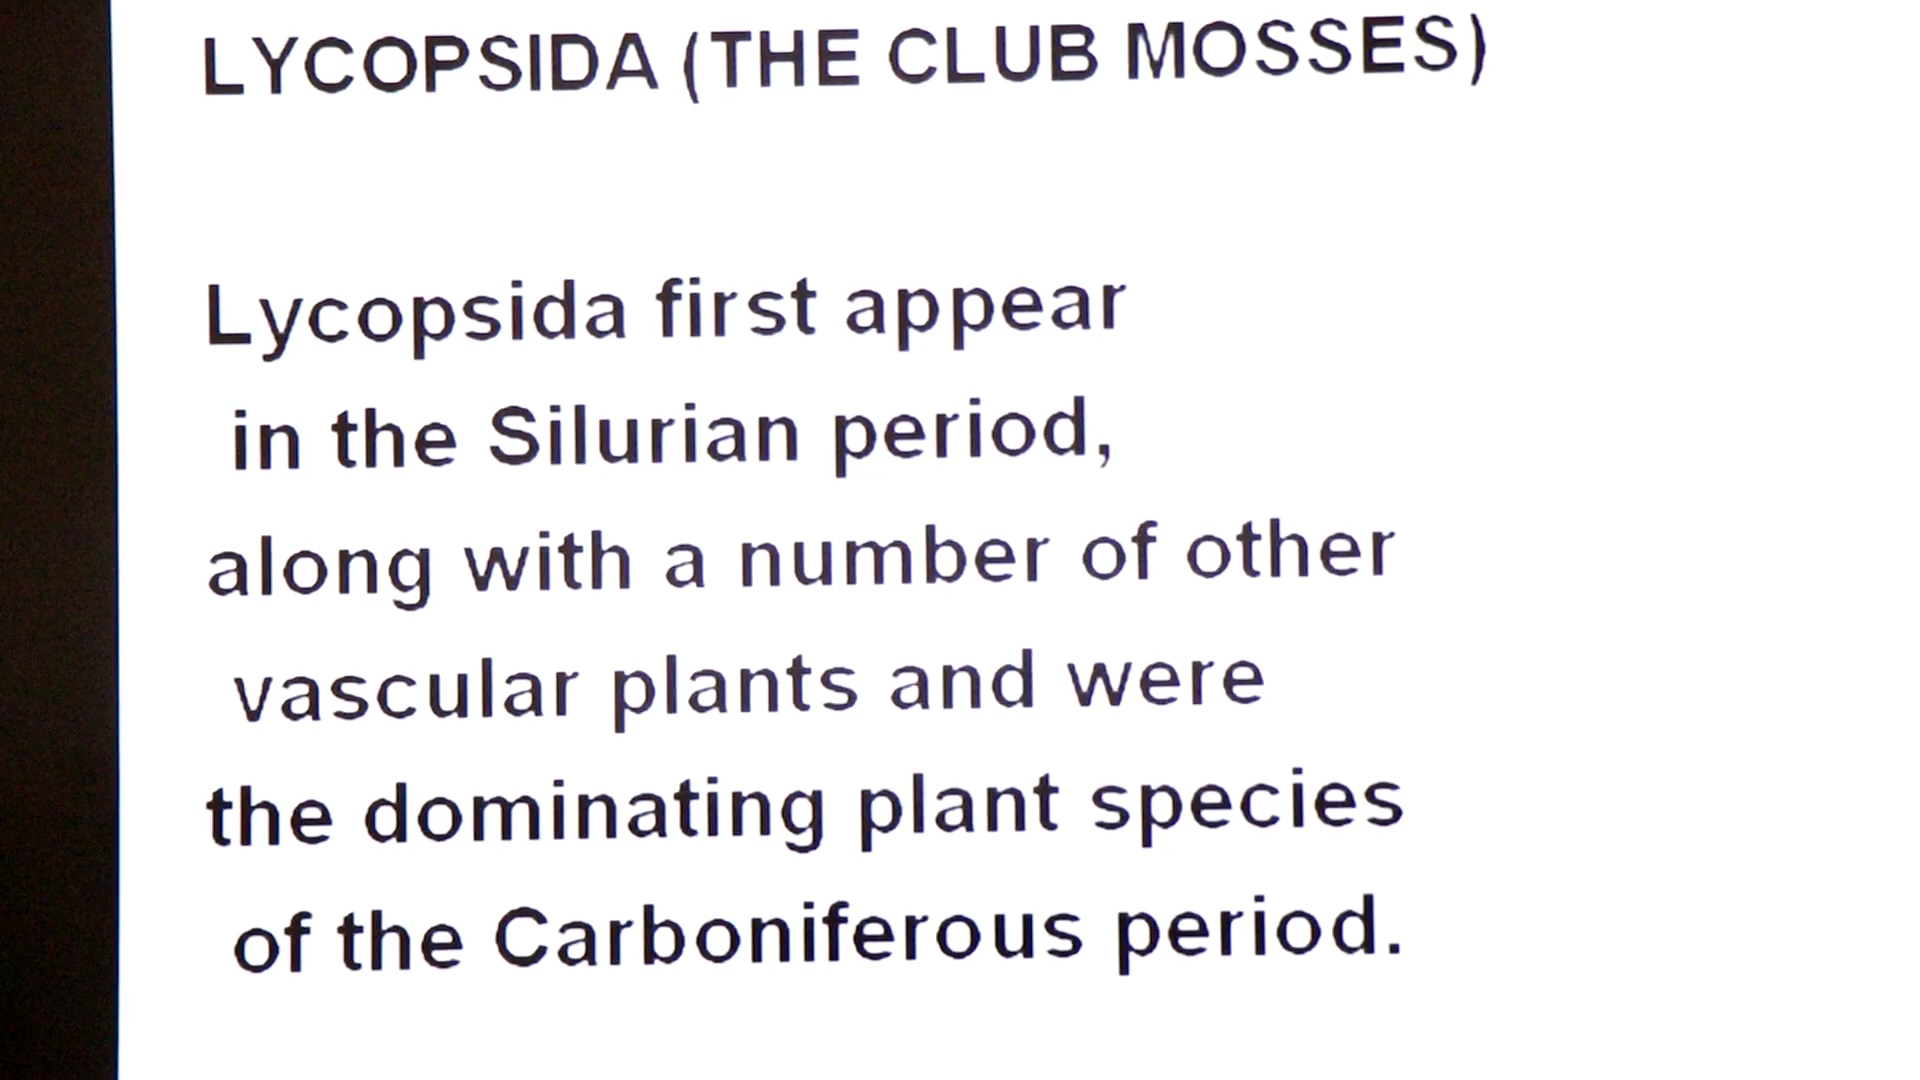 LYCOPSIDA (THE CLUB MOSSES)
Lycopsida first appear
in the Silurian period,
along with a number of other
vascular plants and were
the dominating plant species
of the Carboniferous period.